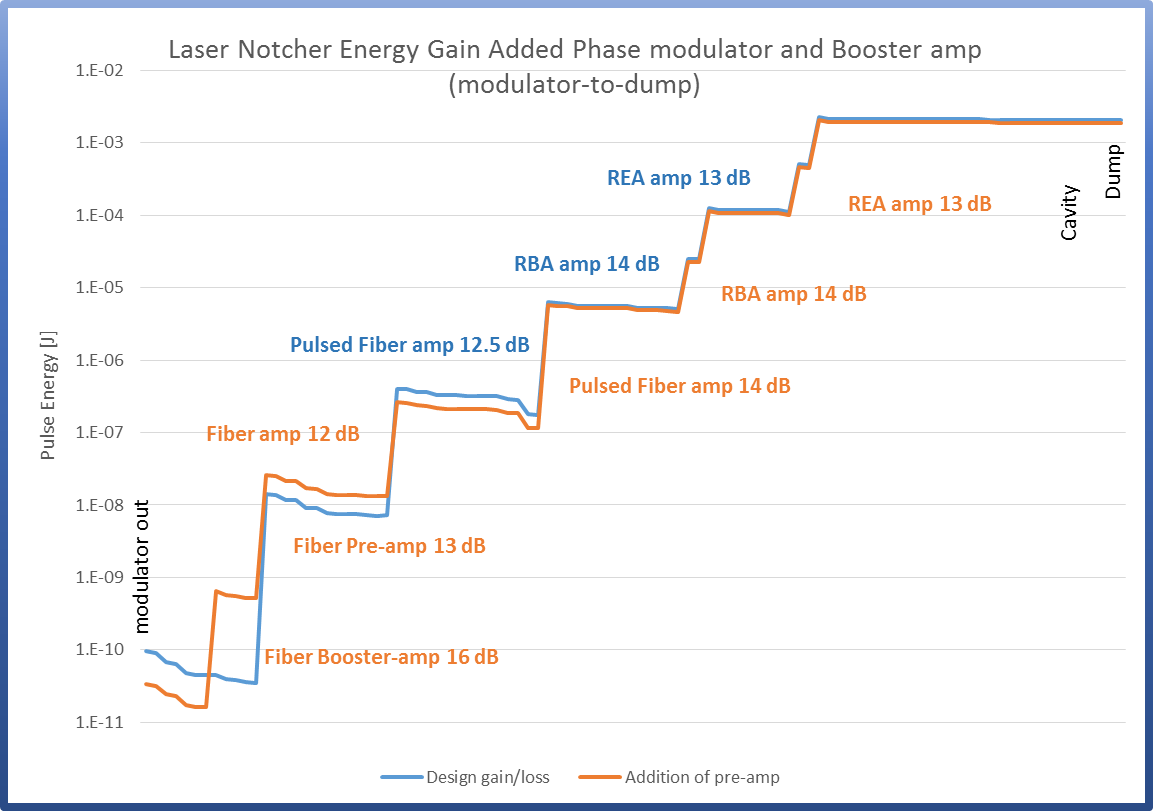 Laser Notcher Energy Gain Added Phase modulator and Booster amp
(modulator-to-dump)
1.E-02
1.E-03
1.E-04
1.E-05
1.E-06
1.E-07
1.E-08
1.E-09
1.E-10
1.E-11
Pulse Energy [J]
modulator out
REA amp 13 dB
REA amp 13 dB
RBA amp 14 dB
RBA amp 14 dB
Pulsed Fiber amp 12.5 dB
Pulsed Fiber amp 14 dB
Fiber amp 12 dB
Fiber Pre-amp 13 dB
Fiber Booster-amp 16 dB
Cavity
Dump
Design gain/loss
Addition of pre-amp